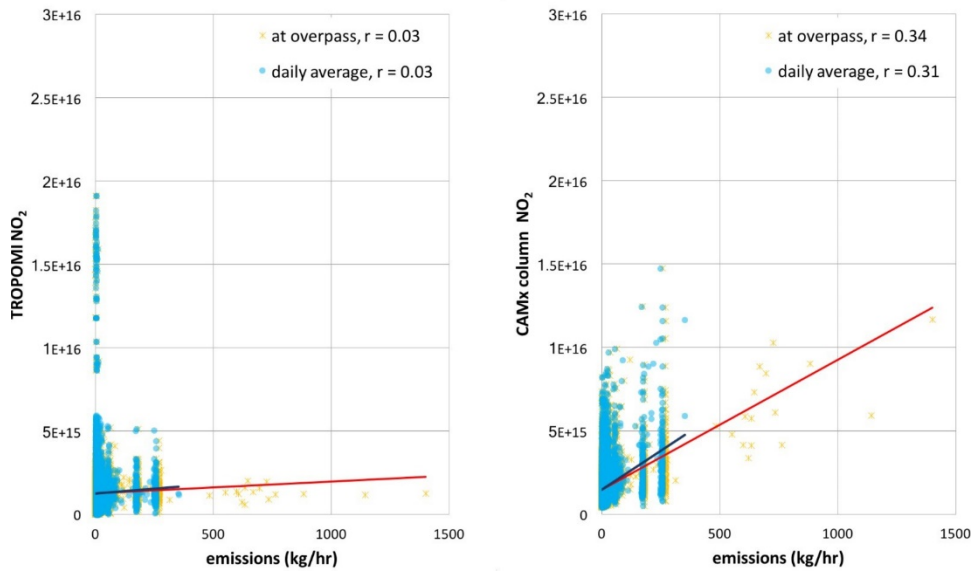 3E+16
2.5E+16
2E+16
1.5E+16
1E+16
5E+15
0
TROPOMI NO₂
× at overpass, r = 0.03
● daily average, r = 0.03
0 500 1000 1500
emissions (kg/hr)
3E+16
2.5E+16
2E+16
1.5E+16
1E+16
5E+15
0
CAMx column NO₂
× at overpass, r = 0.34
● daily average, r = 0.31
0 500 1000 1500
emissions (kg/hr)